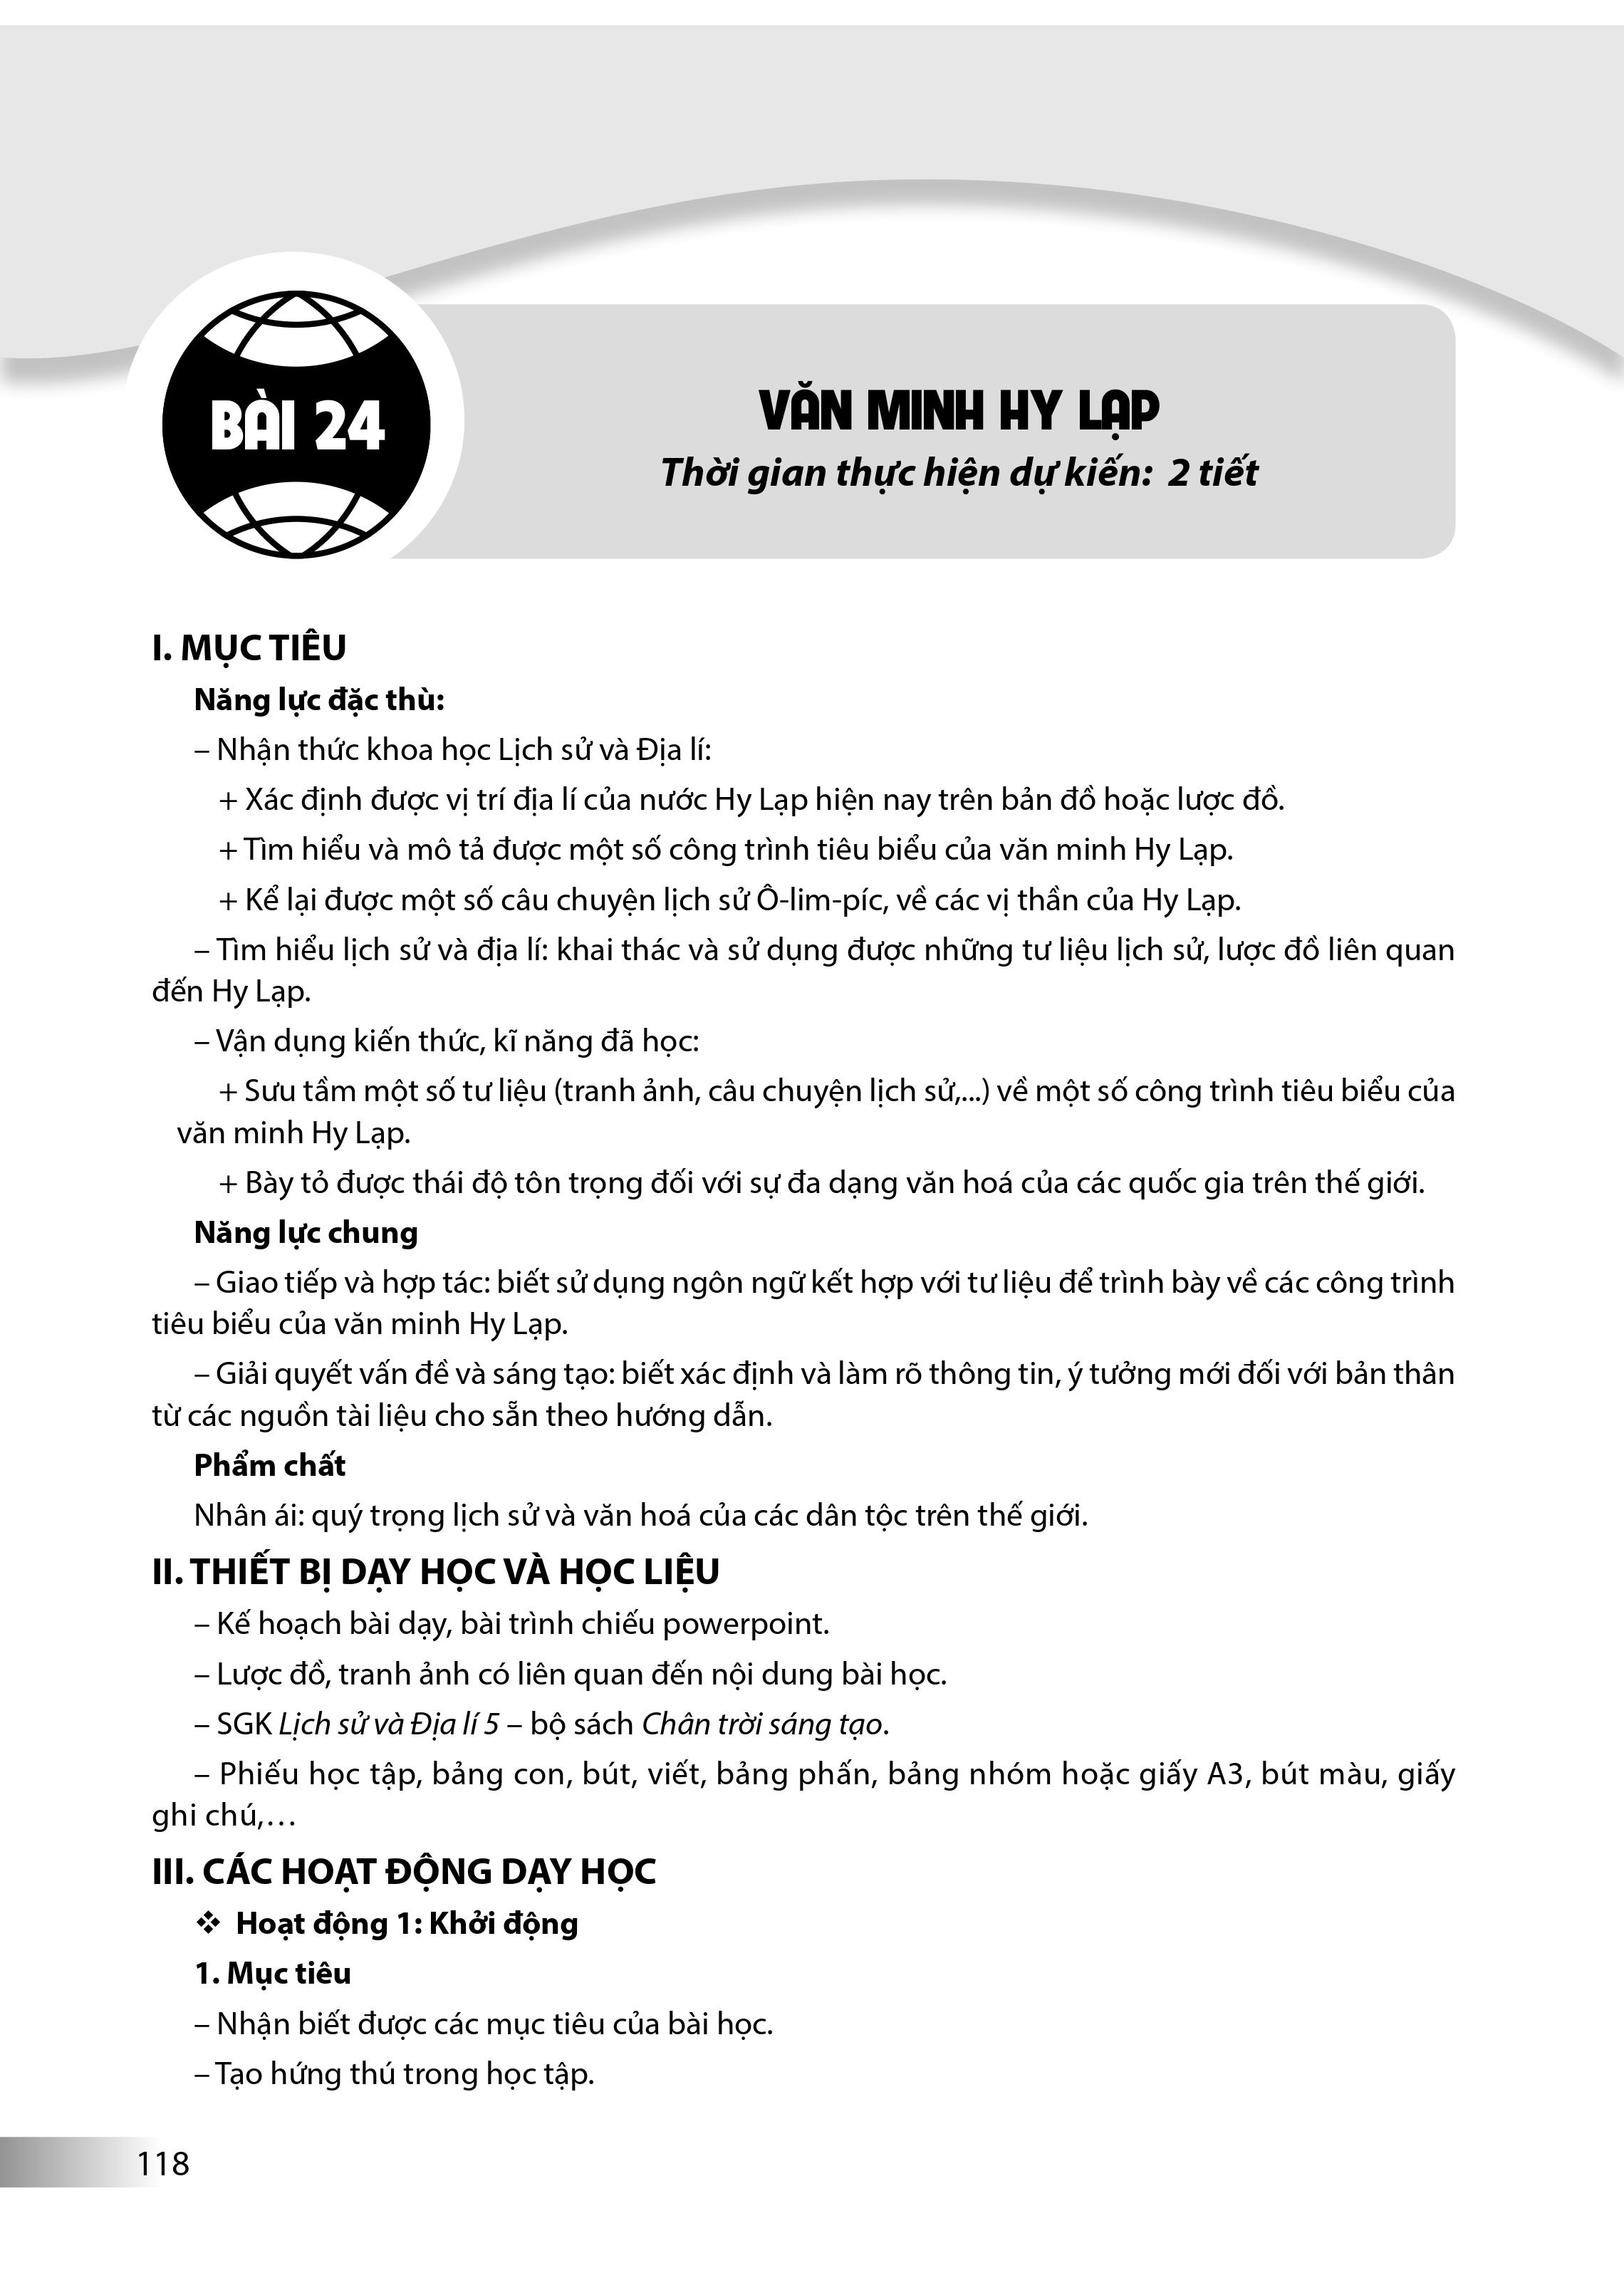 BÀI 24
VĂN MINH HY LẠP
Thời gian thực hiện dự kiến: 2 tiết
I. MỤC TIÊU
Năng lực đặc thù:
– Nhận thức khoa học Lịch sử và Địa lí:
+ Xác định được vị trí địa lí của nước Hy Lạp hiện nay trên bản đồ hoặc lược đồ.
+ Tìm hiểu và mô tả được một số công trình tiêu biểu của văn minh Hy Lạp.
+ Kể lại được một số câu chuyện lịch sử Ô-lim-píc, về các vị thần của Hy Lạp.
– Tìm hiểu lịch sử và địa lí: khai thác và sử dụng được những tư liệu lịch sử, lược đồ liên quan
đến Hy Lạp.
– Vận dụng kiến thức, kĩ năng đã học:
+ Sưu tầm một số tư liệu (tranh ảnh, câu chuyện lịch sử,...) về một số công trình tiêu biểu của
văn minh Hy Lạp.
+ Bày tỏ được thái độ tôn trọng đối với sự đa dạng văn hoá của các quốc gia trên thế giới.
Năng lực chung
– Giao tiếp và hợp tác: biết sử dụng ngôn ngữ kết hợp với tư liệu để trình bày về các công trình
tiêu biểu của văn minh Hy Lạp.
– Giải quyết vấn đề và sáng tạo: biết xác định và làm rõ thông tin, ý tưởng mới đối với bản thân
từ các nguồn tài liệu cho sẵn theo hướng dẫn.
Phẩm chất
Nhân ái: quý trọng lịch sử và văn hoá của các dân tộc trên thế giới.
II. THIẾT BỊ DẠY HỌC VÀ HỌC LIỆU
– Kế hoạch bài dạy, bài trình chiếu powerpoint.
– Lược đồ, tranh ảnh có liên quan đến nội dung bài học.
– SGK Lịch sử và Địa lí 5 – bộ sách Chân trời sáng tạo.
– Phiếu học tập, bảng con, bút, viết, bảng phấn, bảng nhóm hoặc giấy A3, bút màu, giấy
ghi chú,…
III. CÁC HOẠT ĐỘNG DẠY HỌC
❖ Hoạt động 1: Khởi động
1. Mục tiêu
– Nhận biết được các mục tiêu của bài học.
– Tạo hứng thú trong học tập.
118